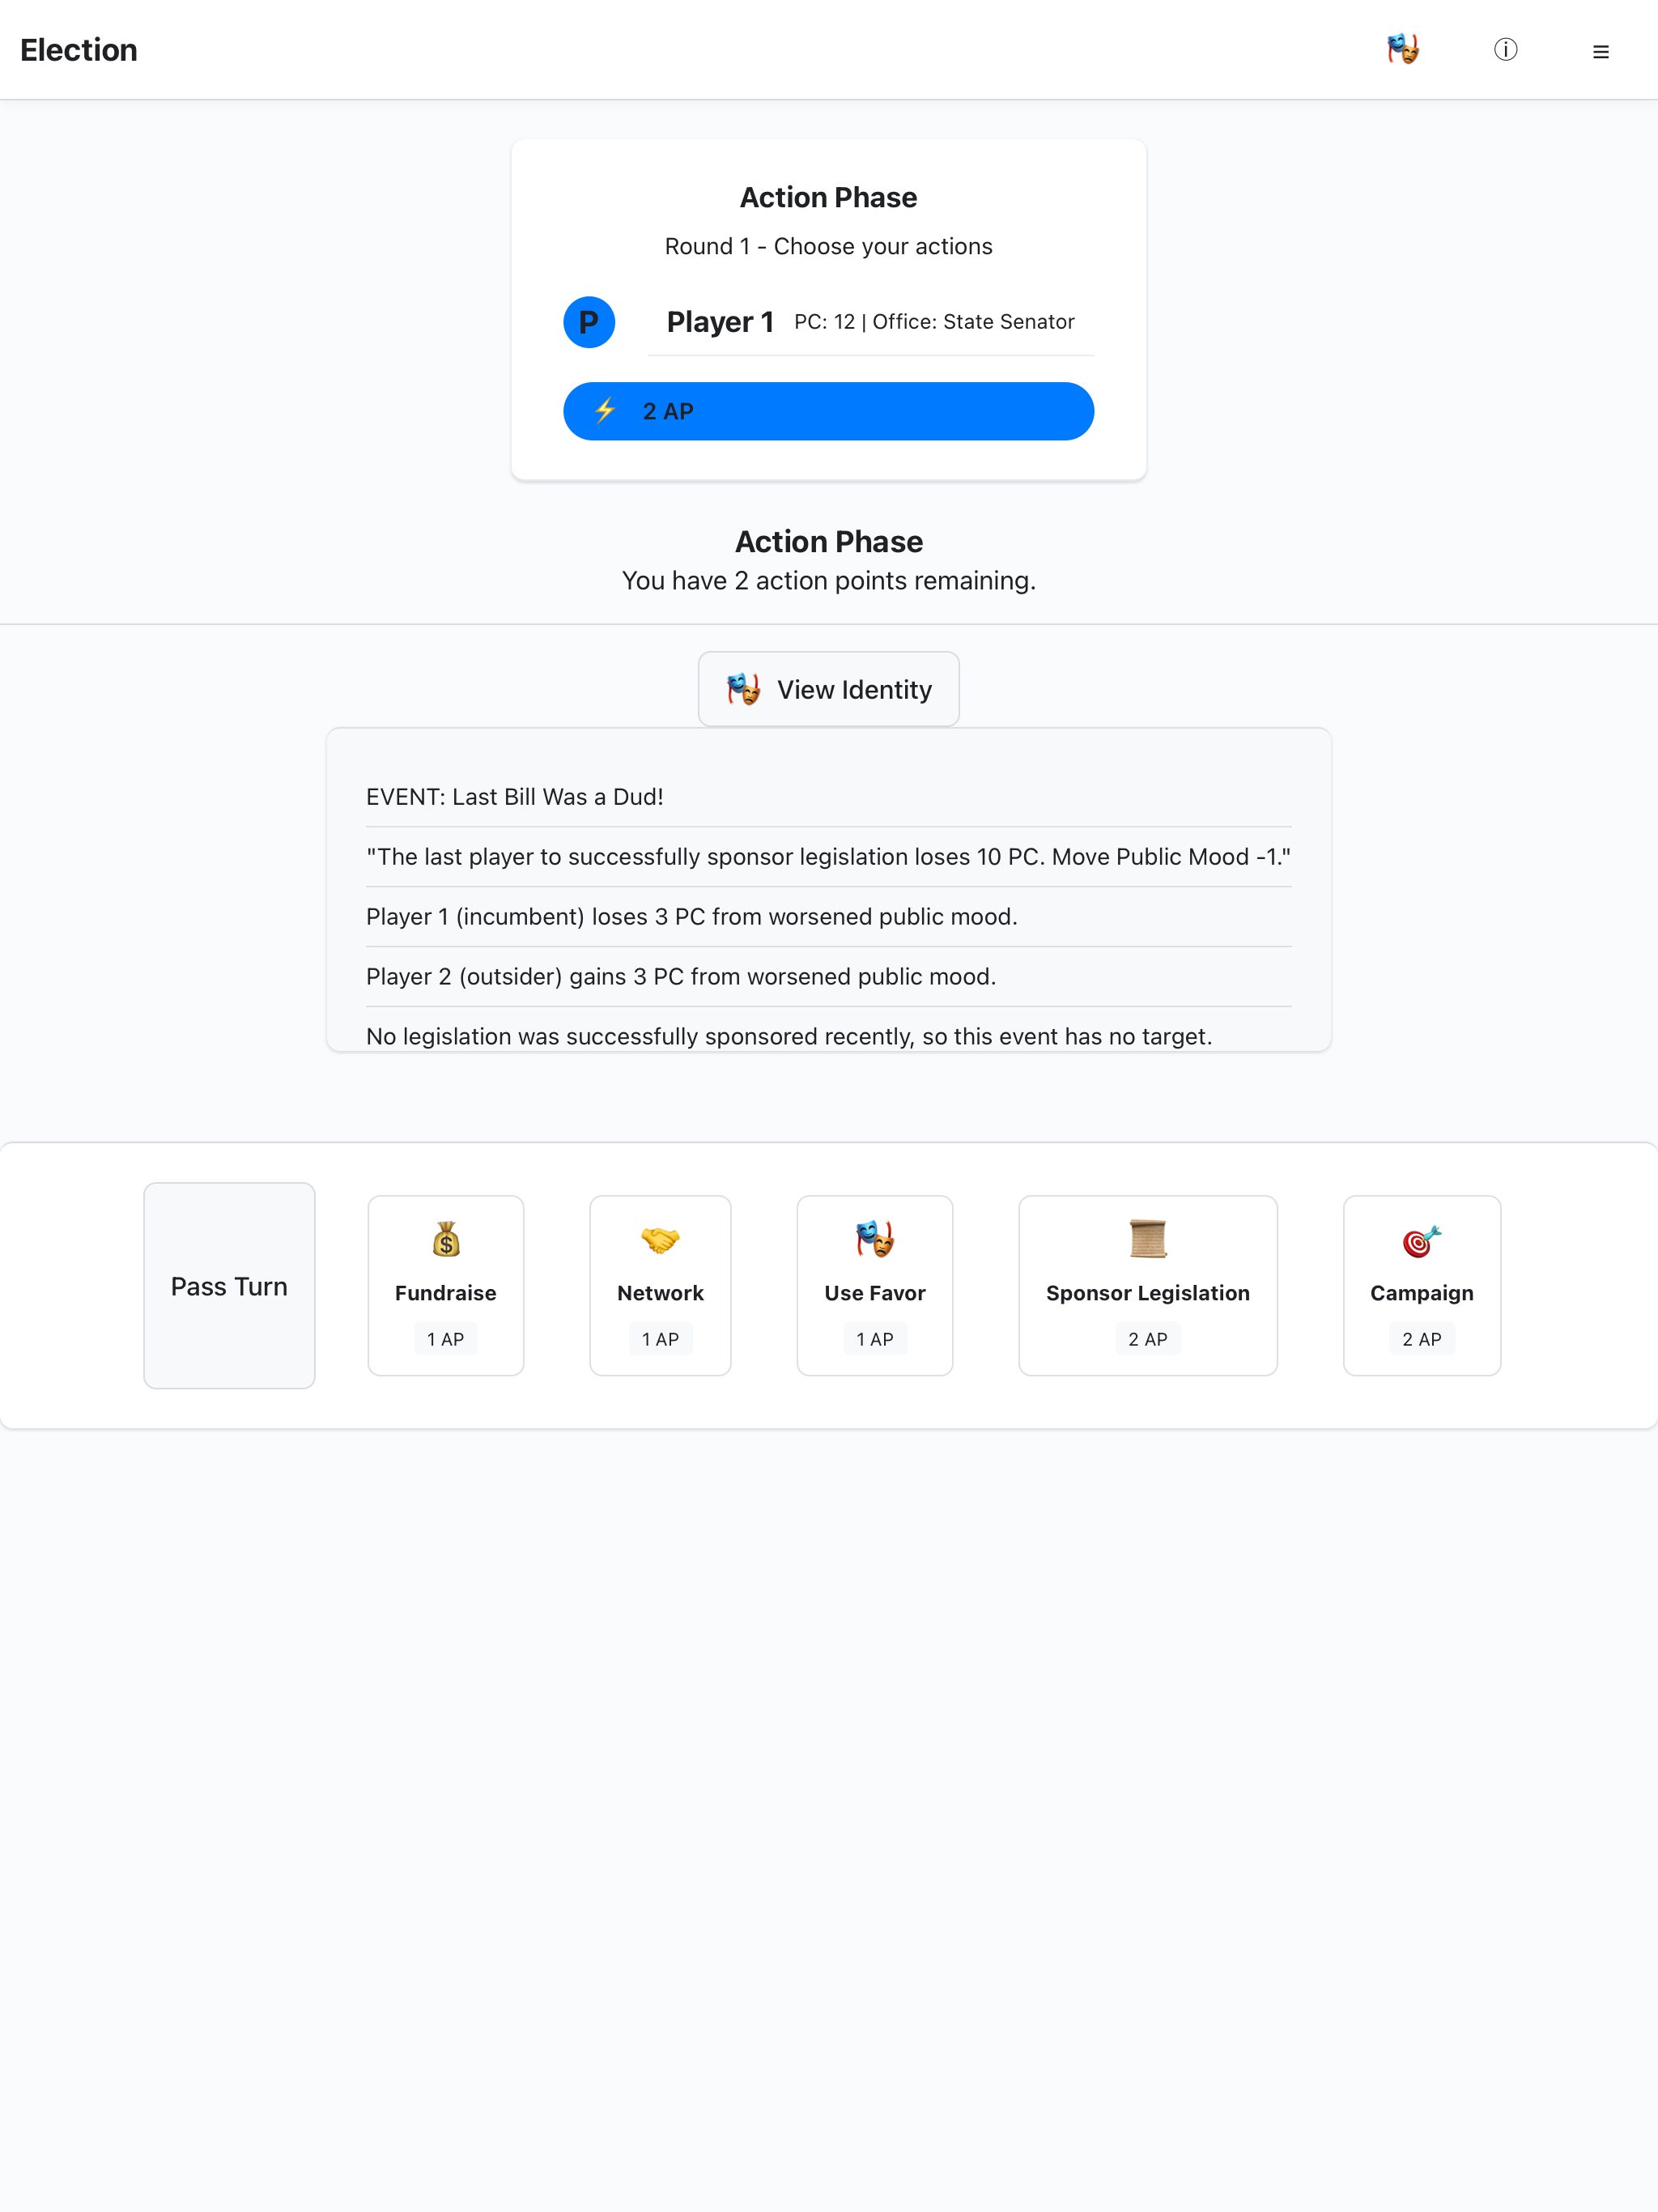 Election
Action Phase
Round 1 - Choose your actions
P
Player 1 PC: 12 | Office: State Senator
2 AP
Action Phase
You have 2 action points remaining.
View Identity
EVENT: Last Bill Was a Dud!
"The last player to successfully sponsor legislation loses 10 PC. Move Public Mood -1."
Player 1 (incumbent) loses 3 PC from worsened public mood.
Player 2 (outsider) gains 3 PC from worsened public mood.
No legislation was successfully sponsored recently, so this event has no target.
Pass Turn
Fundraise
1 AP
Network
1 AP
Use Favor
1 AP
Sponsor Legislation
2 AP
Campaign
2 AP